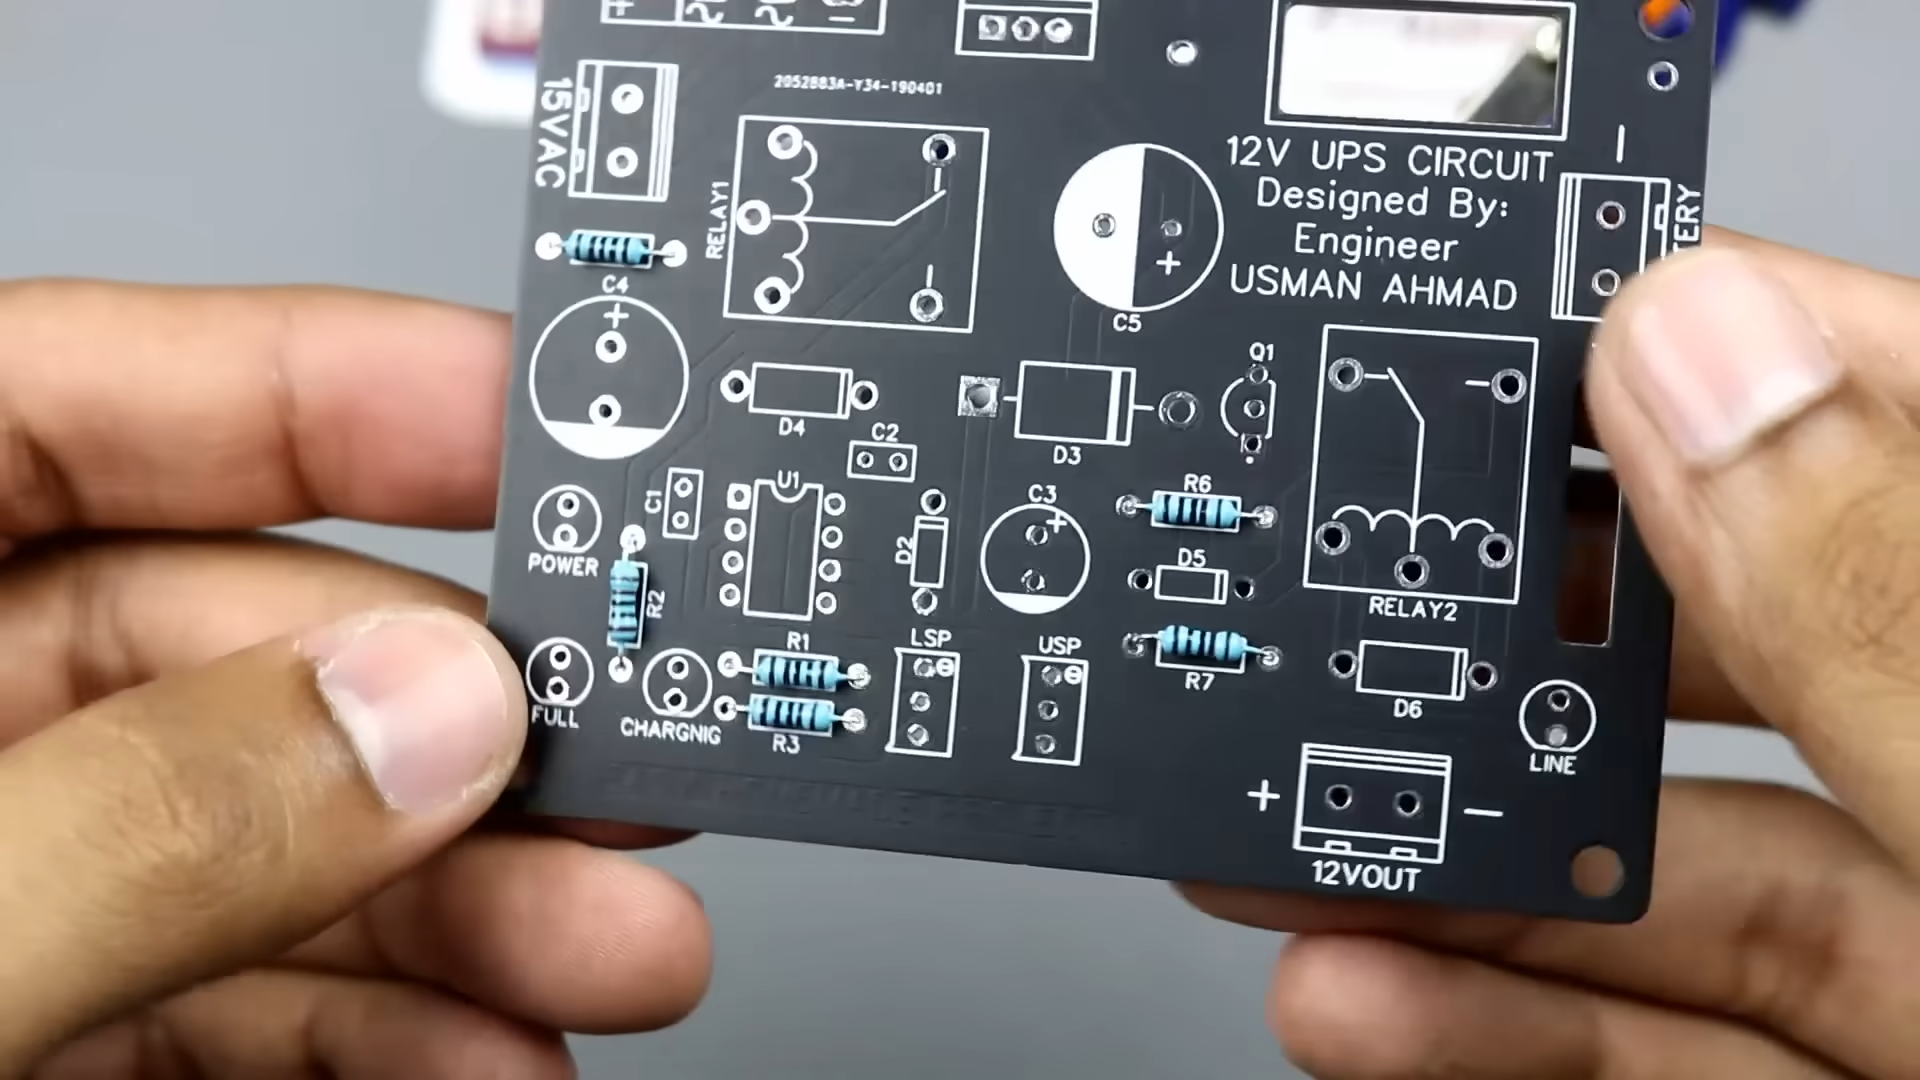 2052883A-Y34-190401
15VAC
RELAY1
12V UPS CIRCUIT
Designed By:
Engineer
USMAN AHMAD
C4
+
+
C5
Q1
D4
C2
D3
U1
C1
C3
+
R6
POWER
D2
D5
R2
RELAY2
R1
LSP
USP
R7
FULL
CHARGNIG
R3
D6
LINE
+
−
12VOUT